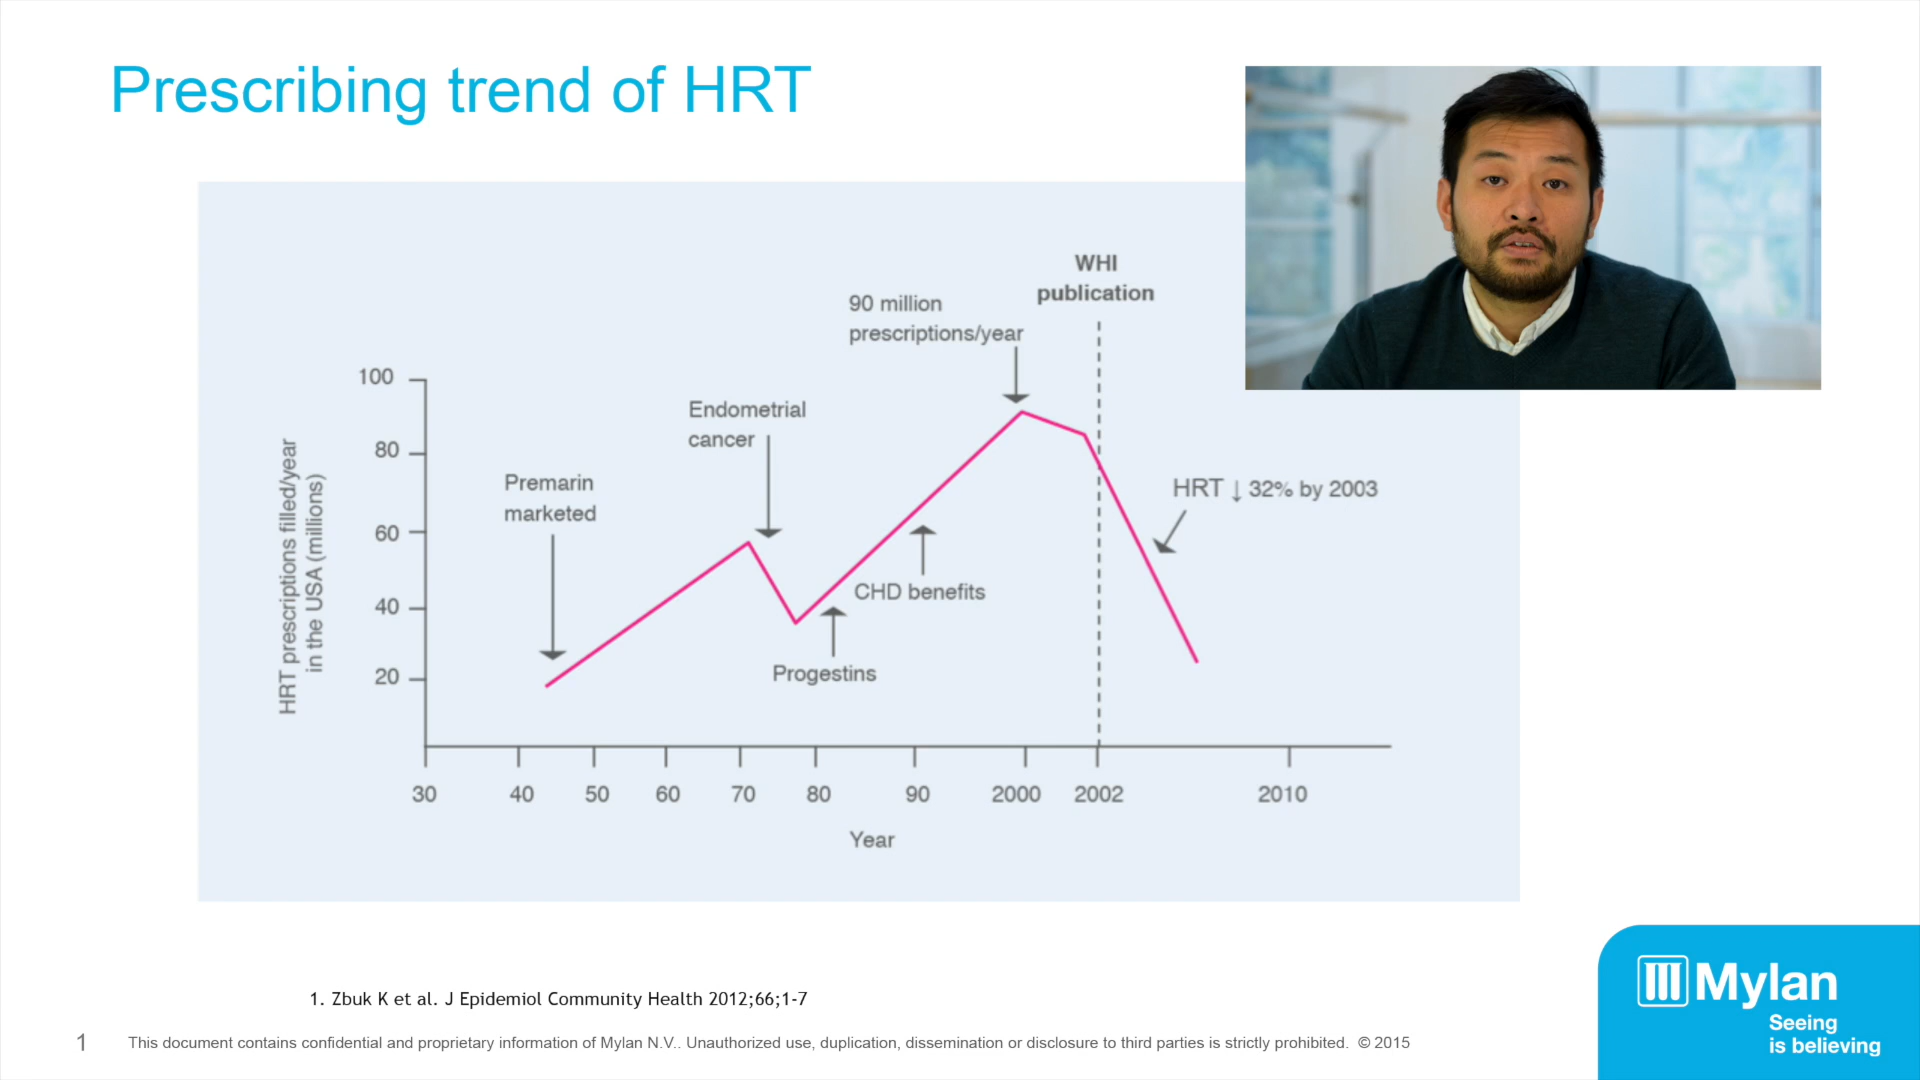 Prescribing trend of HRT
WHI
publication
90 million
prescriptions/year
Endometrial
cancer
Premarin
marketed
HRT ↓ 32% by 2003
CHD benefits
Progestins
HRT prescriptions filled/year
in the USA (millions)
100
80
60
40
20
30 40 50 60 70 80 90 2000 2002 2010
Year
1. Zbuk K et al. J Epidemiol Community Health 2012;66;1-7
1 This document contains confidential and proprietary information of Mylan N.V.. Unauthorized use, duplication, dissemination or disclosure to third parties is strictly prohibited. © 2015
Mylan
Seeing
is believing